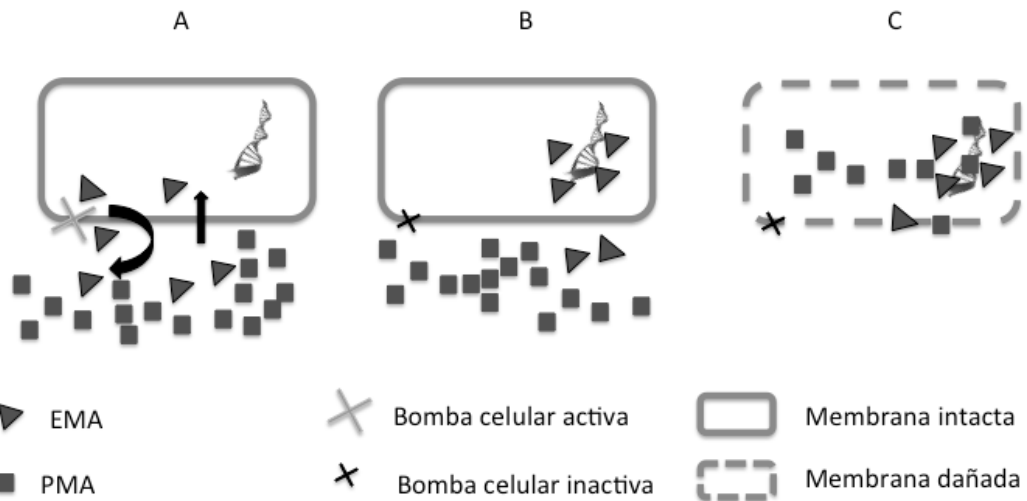 A
B
C
EMA
Bomba celular activa
Membrana intacta
PMA
Bomba celular inactiva
Membrana dañada